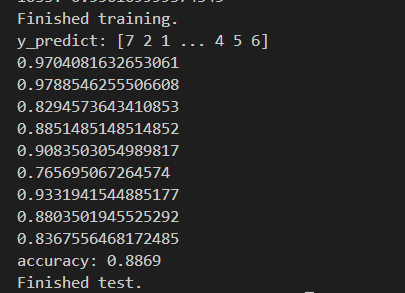 Finished training.
y_predict: [7 2 1 ... 4 5 6]
0.9704081632653061
0.9788546255506608
0.8294573643410853
0.8851485148514852
0.9083503054989817
0.765695067264574
0.9331941544885177
0.8803501945525292
0.8367556468172485
accuracy: 0.8869
Finished test.